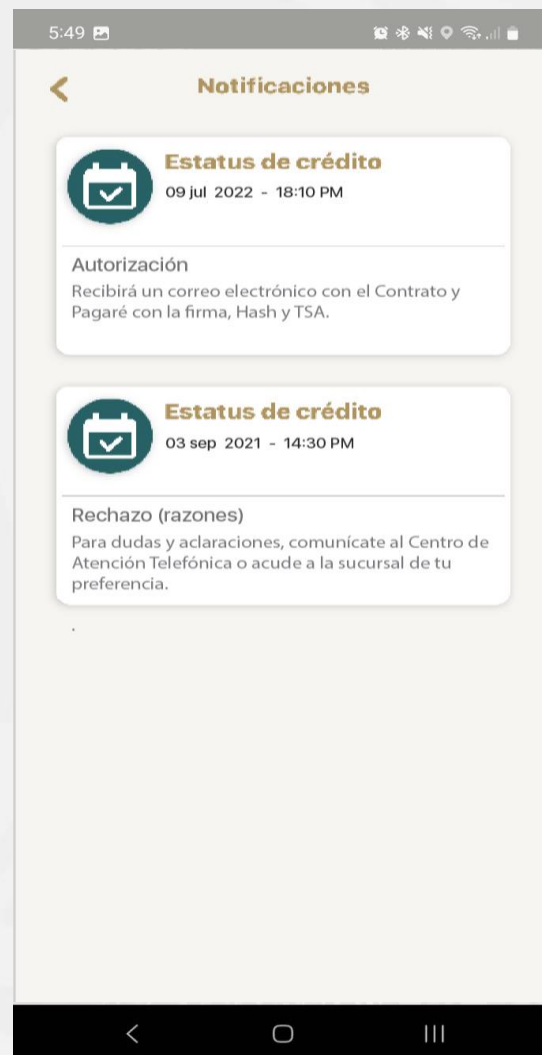 5:49
Notificaciones
Estatus de crédito
09 jul 2022 - 18:10 PM
Autorización
Recibirá un correo electrónico con el Contrato y
Pagaré con la firma, Hash y TSA.
Estatus de crédito
03 sep 2021 - 14:30 PM
Rechazo (razones)
Para dudas y aclaraciones, comunícate al Centro de
Atención Telefónica o acude a la sucursal de tu
preferencia.
.